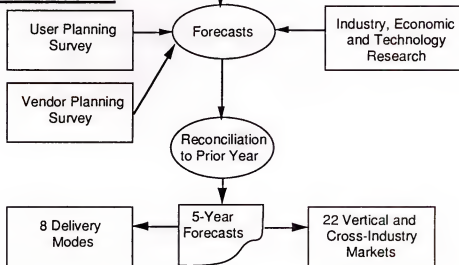 User Planning
Survey
Forecasts
Industry, Economic
and Technology
Research
Vendor Planning
Survey
Reconciliation
to Prior Year
8 Delivery
Modes
5-Year
Forecasts
22 Vertical and
Cross-Industry
Markets